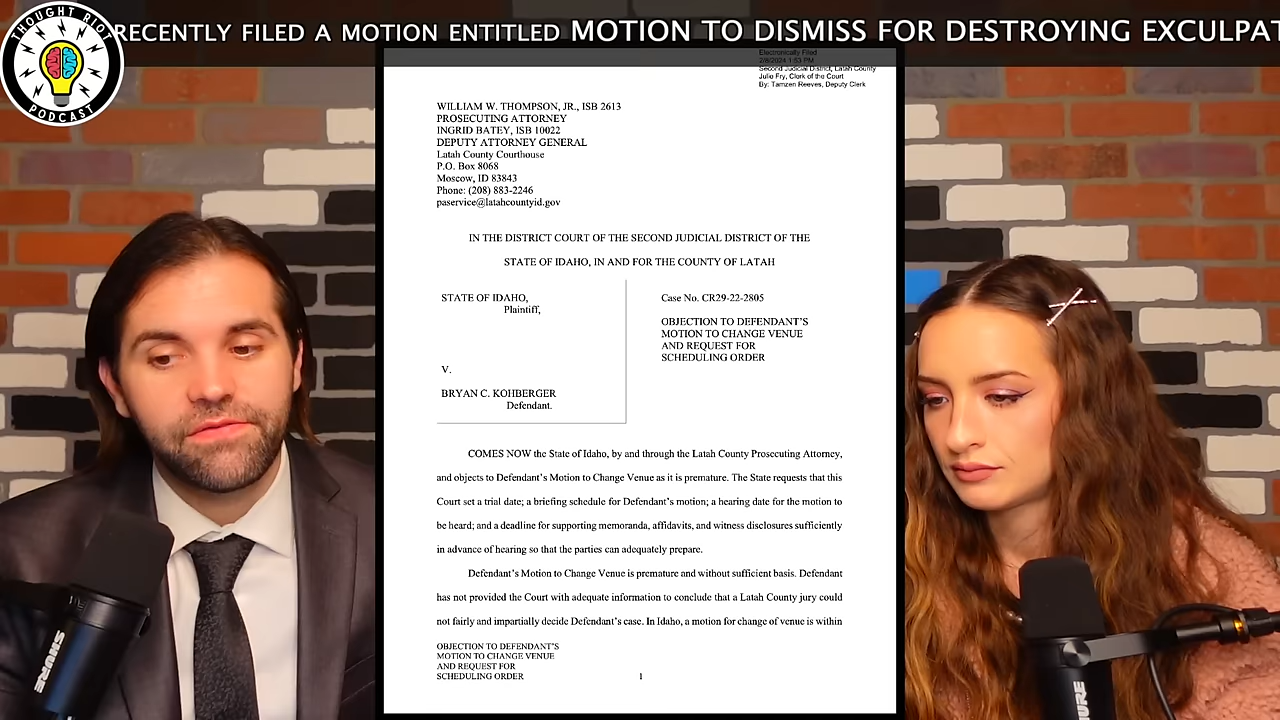 RECENTLY FILED A MOTION ENTITLED MOTION TO DISMISS FOR DESTROYING EXCULPAT
THOUGHT RIOT
PODCAST
Electronically Filed
2/8/2024 1:53 PM
Second Judicial District, Latah County
Julie Fry, Clerk of the Court
By: Tamzen Reeves, Deputy Clerk
WILLIAM W. THOMPSON, JR., ISB 2613
PROSECUTING ATTORNEY
INGRID BATEY, ISB 10022
DEPUTY ATTORNEY GENERAL
Latah County Courthouse
P.O. Box 8068
Moscow, ID 83843
Phone: (208) 883-2246
paservice@latahcountyid.gov
IN THE DISTRICT COURT OF THE SECOND JUDICIAL DISTRICT OF THE
STATE OF IDAHO, IN AND FOR THE COUNTY OF LATAH
STATE OF IDAHO,
Plaintiff,
V.
BRYAN C. KOHBERGER
Defendant.
Case No. CR29-22-2805
OBJECTION TO DEFENDANT'S
MOTION TO CHANGE VENUE
AND REQUEST FOR
SCHEDULING ORDER
COMES NOW the State of Idaho, by and through the Latah County Prosecuting Attorney,
and objects to Defendant's Motion to Change Venue as it is premature. The State requests that this
Court set a trial date; a briefing schedule for Defendant's motion; a hearing date for the motion to
be heard; and a deadline for supporting memoranda, affidavits, and witness disclosures sufficiently
in advance of hearing so that the parties can adequately prepare.
Defendant's Motion to Change Venue is premature and without sufficient basis. Defendant
has not provided the Court with adequate information to conclude that a Latah County jury could
not fairly and impartially decide Defendant's case. In Idaho, a motion for change of venue is within
OBJECTION TO DEFENDANT'S
MOTION TO CHANGE VENUE
AND REQUEST FOR
SCHEDULING ORDER
1
SHURE
SHURE